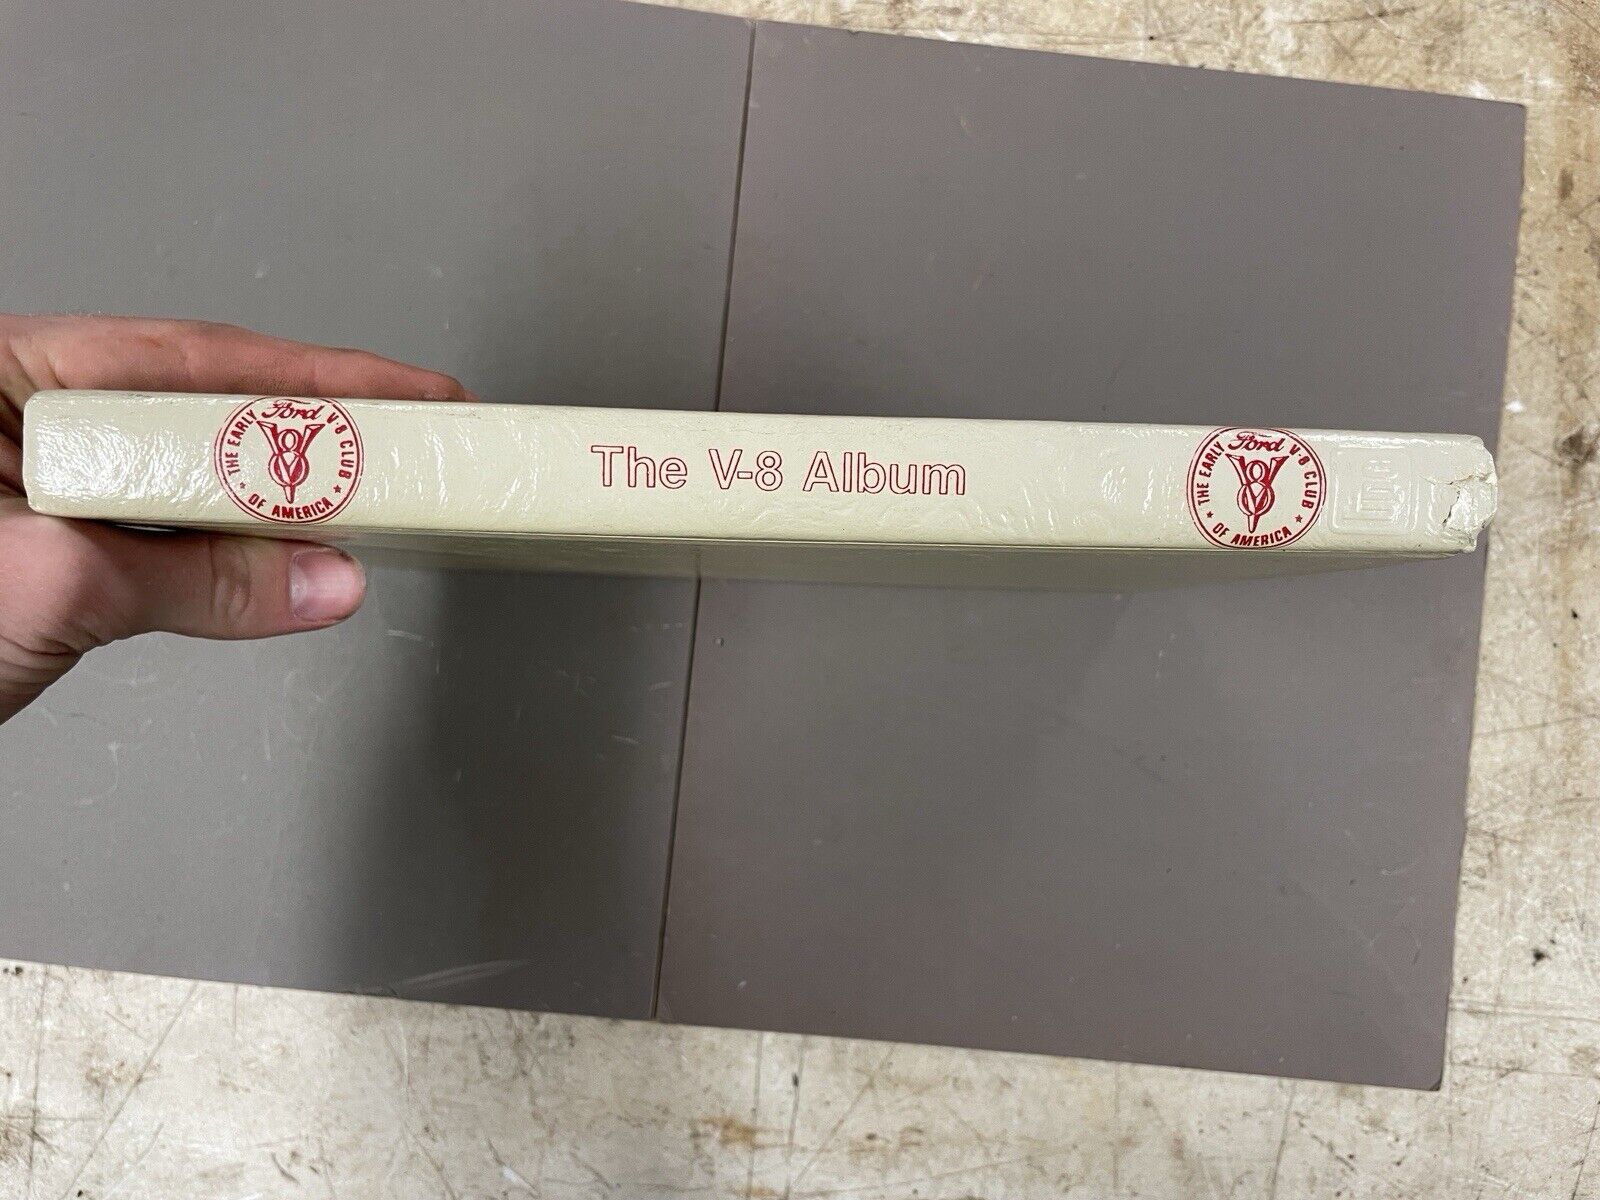 THE EARLY Ford V-8 CLUB
V8
OF AMERICA
The V-8 Album
THE EARLY Ford V-8 CLUB
V8
OF AMERICA